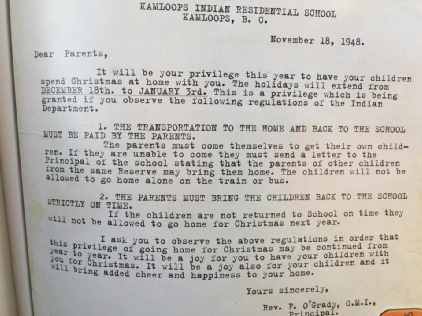 KAMLOOPS INDIAN RESIDENTIAL SCHOOL
KAMLOOPS, B. C.
November 18, 1948.
Dear Parents,
It will be your privilege this year to have your children
spend Christmas at home with you. The holidays will extend from
DECEMBER 18th. to JANUARY 3rd. This is a privilege which is being
granted if you observe the following regulations of the Indian
Department.
1. THE TRANSPORTATION TO THE HOME AND BACK TO THE SCHOOL
MUST BE PAID BY THE PARENTS.
The parents must come themselves to get their own child-
ren. If they are unable to come they must send a letter to the
Principal of the school stating that the parents of other children
from the same Reserve may bring them home. The children will not be
allowed to go home alone on the train or bus.
2. THE PARENTS MUST BRING THE CHILDREN BACK TO THE SCHOOL
STRICTLY ON TIME.
If the children are not returned to School on time they
will not be allowed to go home for Christmas next year.
I ask you to observe the above regulations in order that
this privilege of going home for Christmas may be continued from
year to year. It will be a joy for you to have your children with
you for Christmas. It will be a joy also for your children and it
will bring added cheer and happiness to your home.
Yours sincerely,
Rev. F. O'Grady, O.M.I.,
Principal.